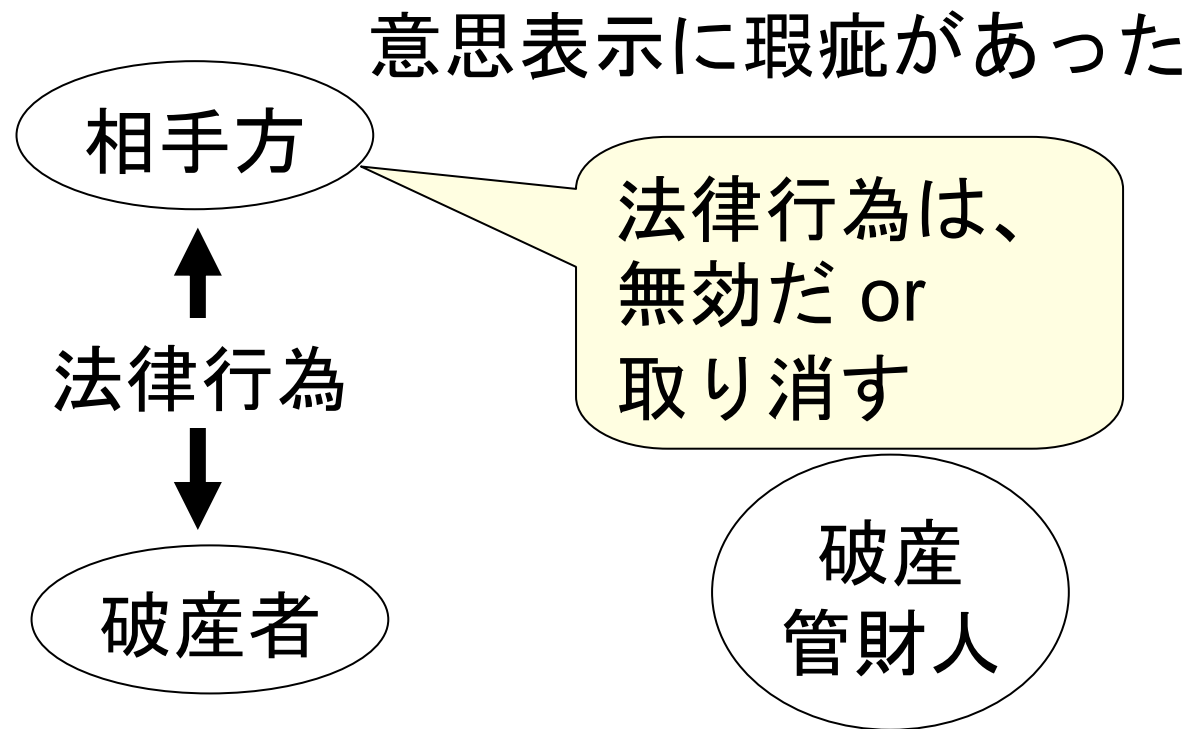 意思表示に瑕疵があった
相手方
法律行為は、
無効だ or
取り消す
法律行為
破産者
破産
管財人